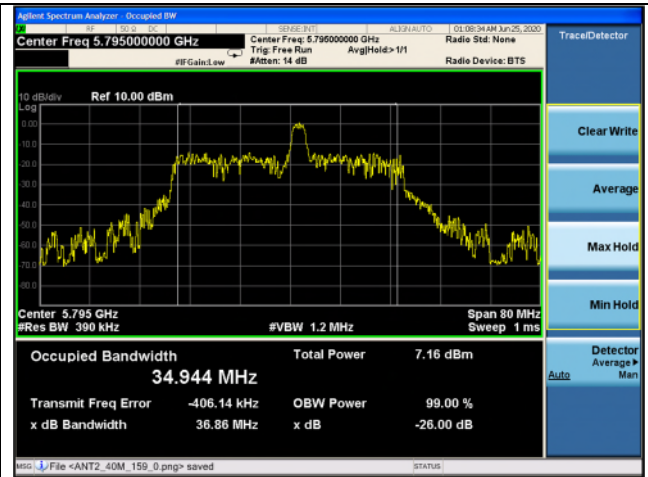 Agilent Spectrum Analyzer - Occupied BW
RF 50 Ω DC SENSE:INT ALIGN AUTO 01:08:34 AM Jun 25, 2020
Center Freq 5.795000000 GHz Center Freq: 5.795000000 GHz Radio Std: None Trace/Detector
Trig: Free Run Avg|Hold:>1/1
#IFGain:Low #Atten: 14 dB Radio Device: BTS
10 dB/div Ref 10.00 dBm
Log
0.00
-10.0
-20.0
-30.0
-40.0
-50.0
-60.0
-70.0
-80.0
Clear Write
Average
Max Hold
Min Hold
Center 5.795 GHz Span 80 MHz
#Res BW 390 kHz #VBW 1.2 MHz Sweep 1 ms
Occupied Bandwidth Total Power 7.16 dBm
34.944 MHz
Transmit Freq Error -406.14 kHz OBW Power 99.00 %
x dB Bandwidth 36.86 MHz x dB -26.00 dB
Detector
Average
Auto Man
MSG File <ANT2_40M_159_0.png> saved STATUS